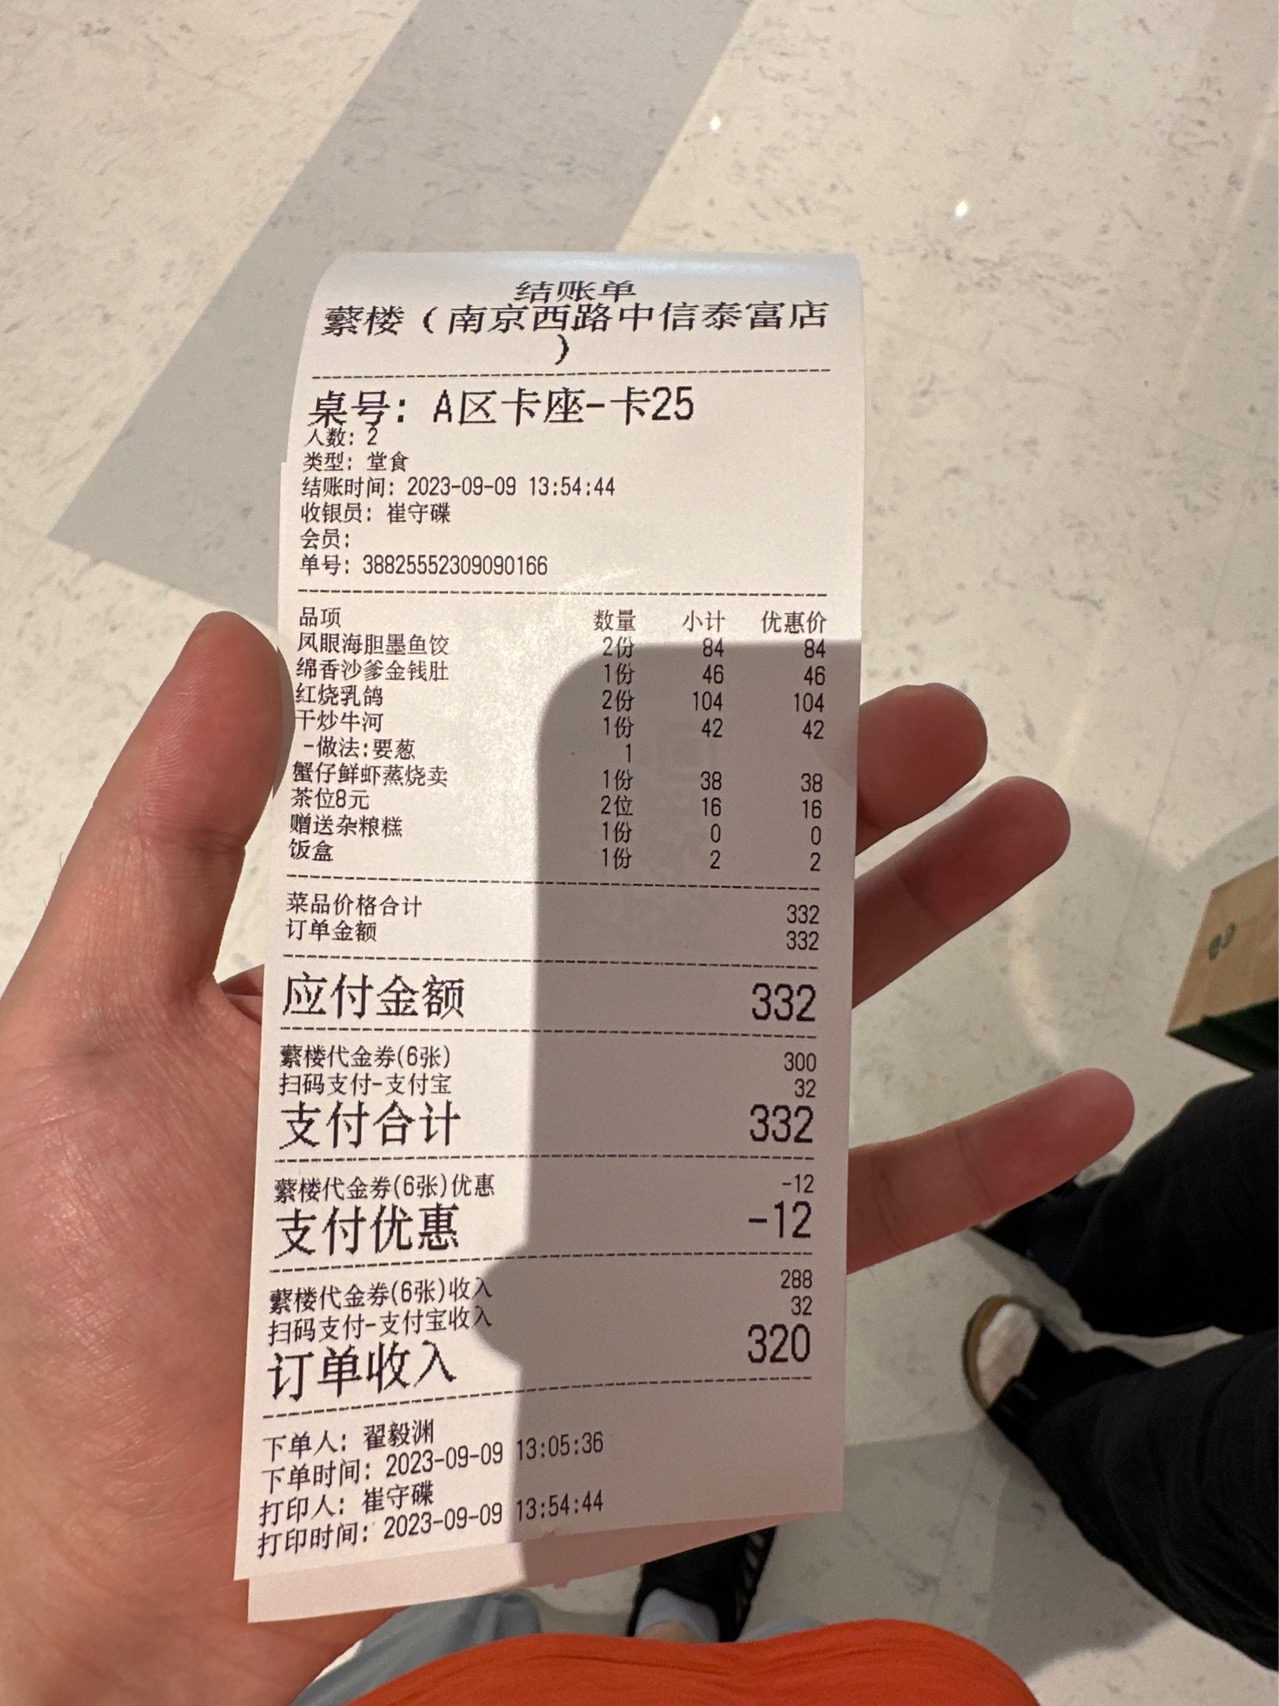 结账单
蘩楼（南京西路中信泰富店
）
桌号: A区卡座-卡25
人数: 2
类型: 堂食
结账时间: 2023-09-09 13:54:44
收银员: 崔守碟
会员:
单号: 38825552309090166
品项 数量 小计 优惠价
凤眼海胆墨鱼饺 2份 84 84
绵香沙爹金钱肚 1份 46 46
红烧乳鸽 2份 104 104
干炒牛河 1份 42 42
-做法:要葱 1
蟹仔鲜虾蒸烧卖 1份 38 38
茶位8元 2位 16 16
赠送杂粮糕 1份 0 0
饭盒 1份 2 2
菜品价格合计 332
订单金额 332
应付金额 332
蘩楼代金券(6张) 300
扫码支付-支付宝 32
支付合计 332
蘩楼代金券(6张)优惠 -12
支付优惠 -12
蘩楼代金券(6张)收入 288
扫码支付-支付宝收入 32
订单收入 320
下单人: 翟毅渊
下单时间: 2023-09-09 13:05:36
打印人: 崔守碟
打印时间: 2023-09-09 13:54:44